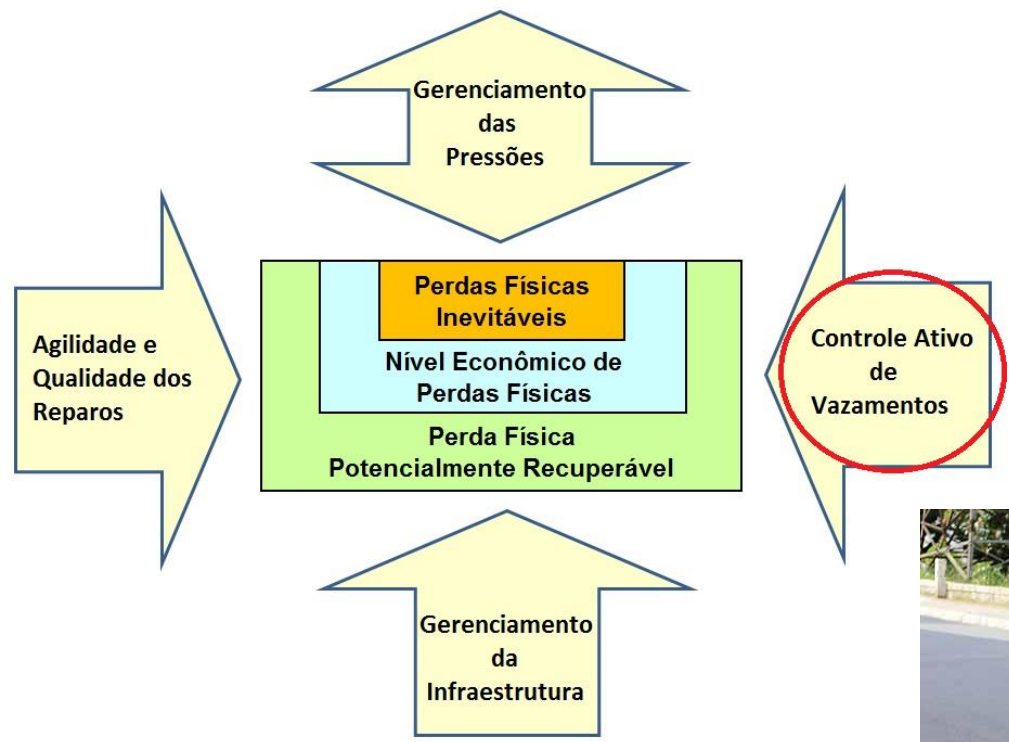 Gerenciamento
das
Pressões
Agilidade e
Qualidade dos
Reparos
Perdas Físicas
Inevitáveis
Nível Econômico de
Perdas Físicas
Perda Física
Potencialmente Recuperável
Controle Ativo
de
Vazamentos
Gerenciamento
da
Infraestrutura